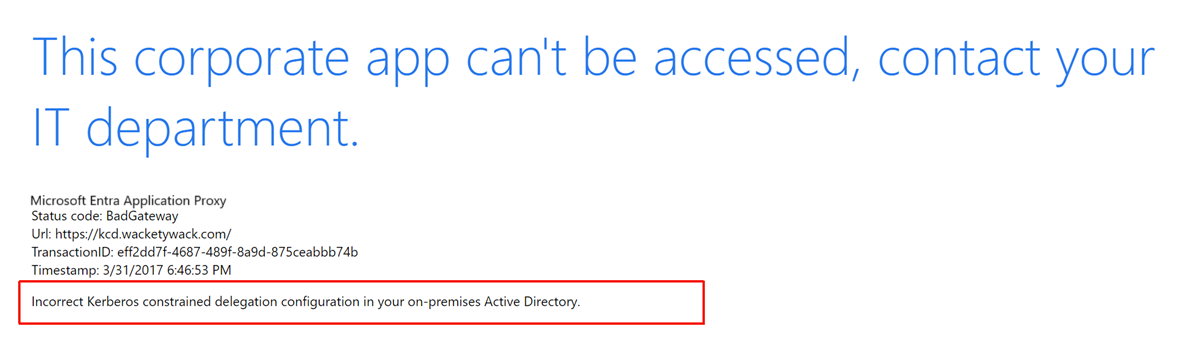 This corporate app can't be accessed, contact your
IT department.
Microsoft Entra Application Proxy
Status code: BadGateway
Url: https://kcd.wacketywack.com/
TransactionID: eff2dd7f-4687-489f-8a9d-875ceabbb74b
Timestamp: 3/31/2017 6:46:53 PM
Incorrect Kerberos constrained delegation configuration in your on-premises Active Directory.